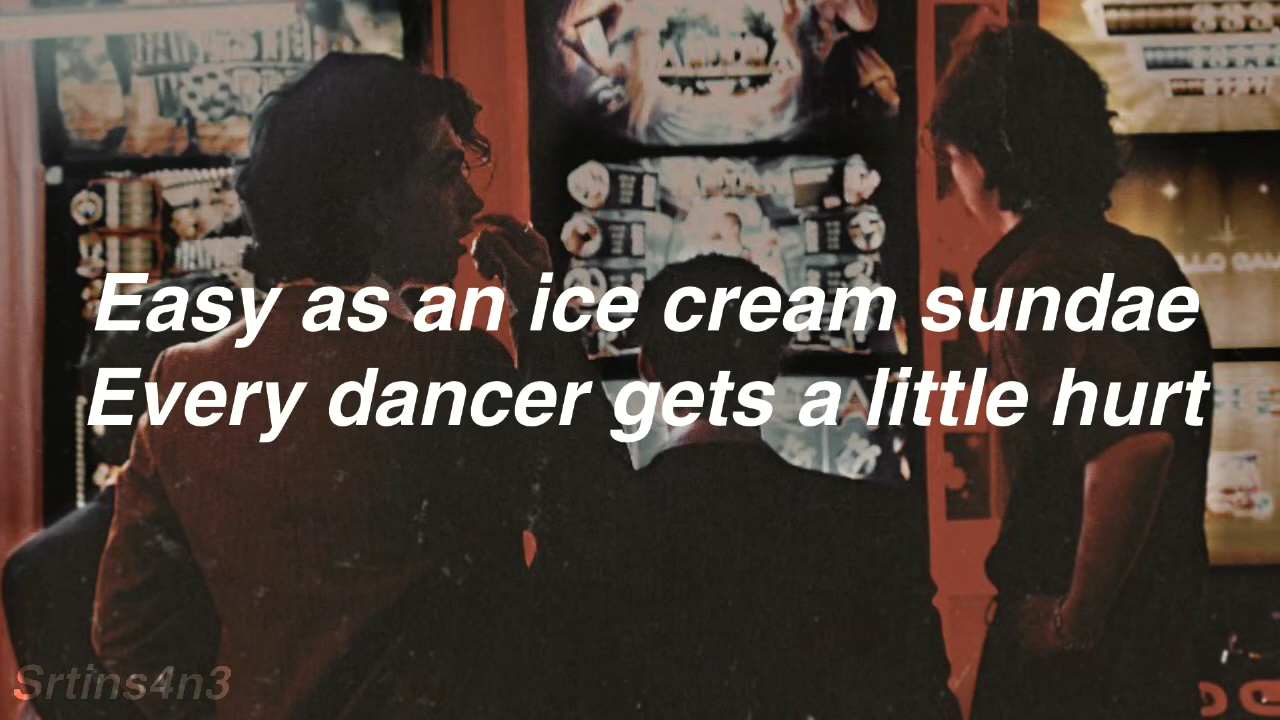 Easy as an ice cream sundae
Every dancer gets a little hurt
Srtins4n3